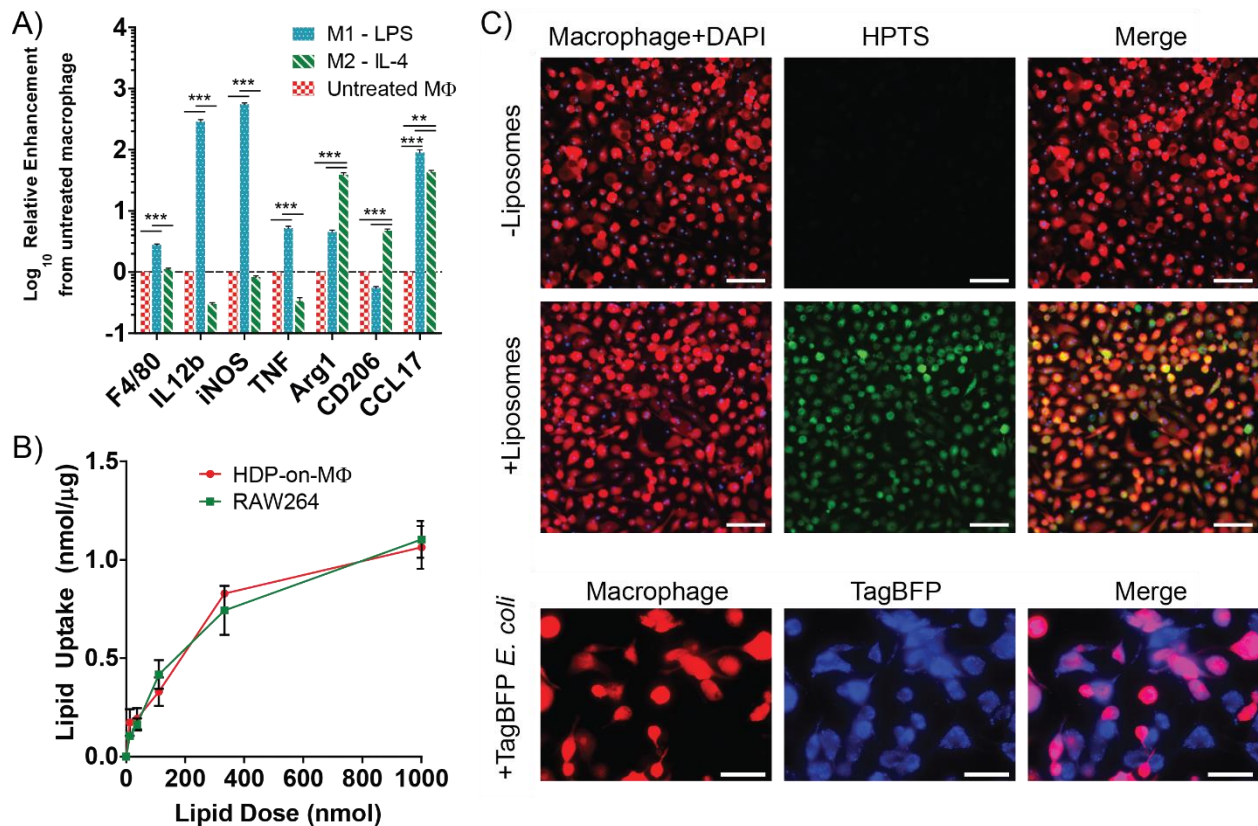 A)
Log10 Relative Enhancement
from untreated macrophage
4
3
2
1
0
-1
M1 - LPS
M2 - IL-4
Untreated MΦ
***
***
***
***
***
***
**
***
F4/80
IL12b
iNOS
TNF
Arg1
CD206
CCL17
B)
Lipid Uptake (nmol/µg)
1.5
1.0
0.5
0.0
HDP-on-MΦ
RAW264
0
200
400
600
800
1000
Lipid Dose (nmol)
C)
Macrophage+DAPI
HPTS
Merge
-Liposomes
+Liposomes
Macrophage
TagBFP
Merge
+TagBFP E. coli